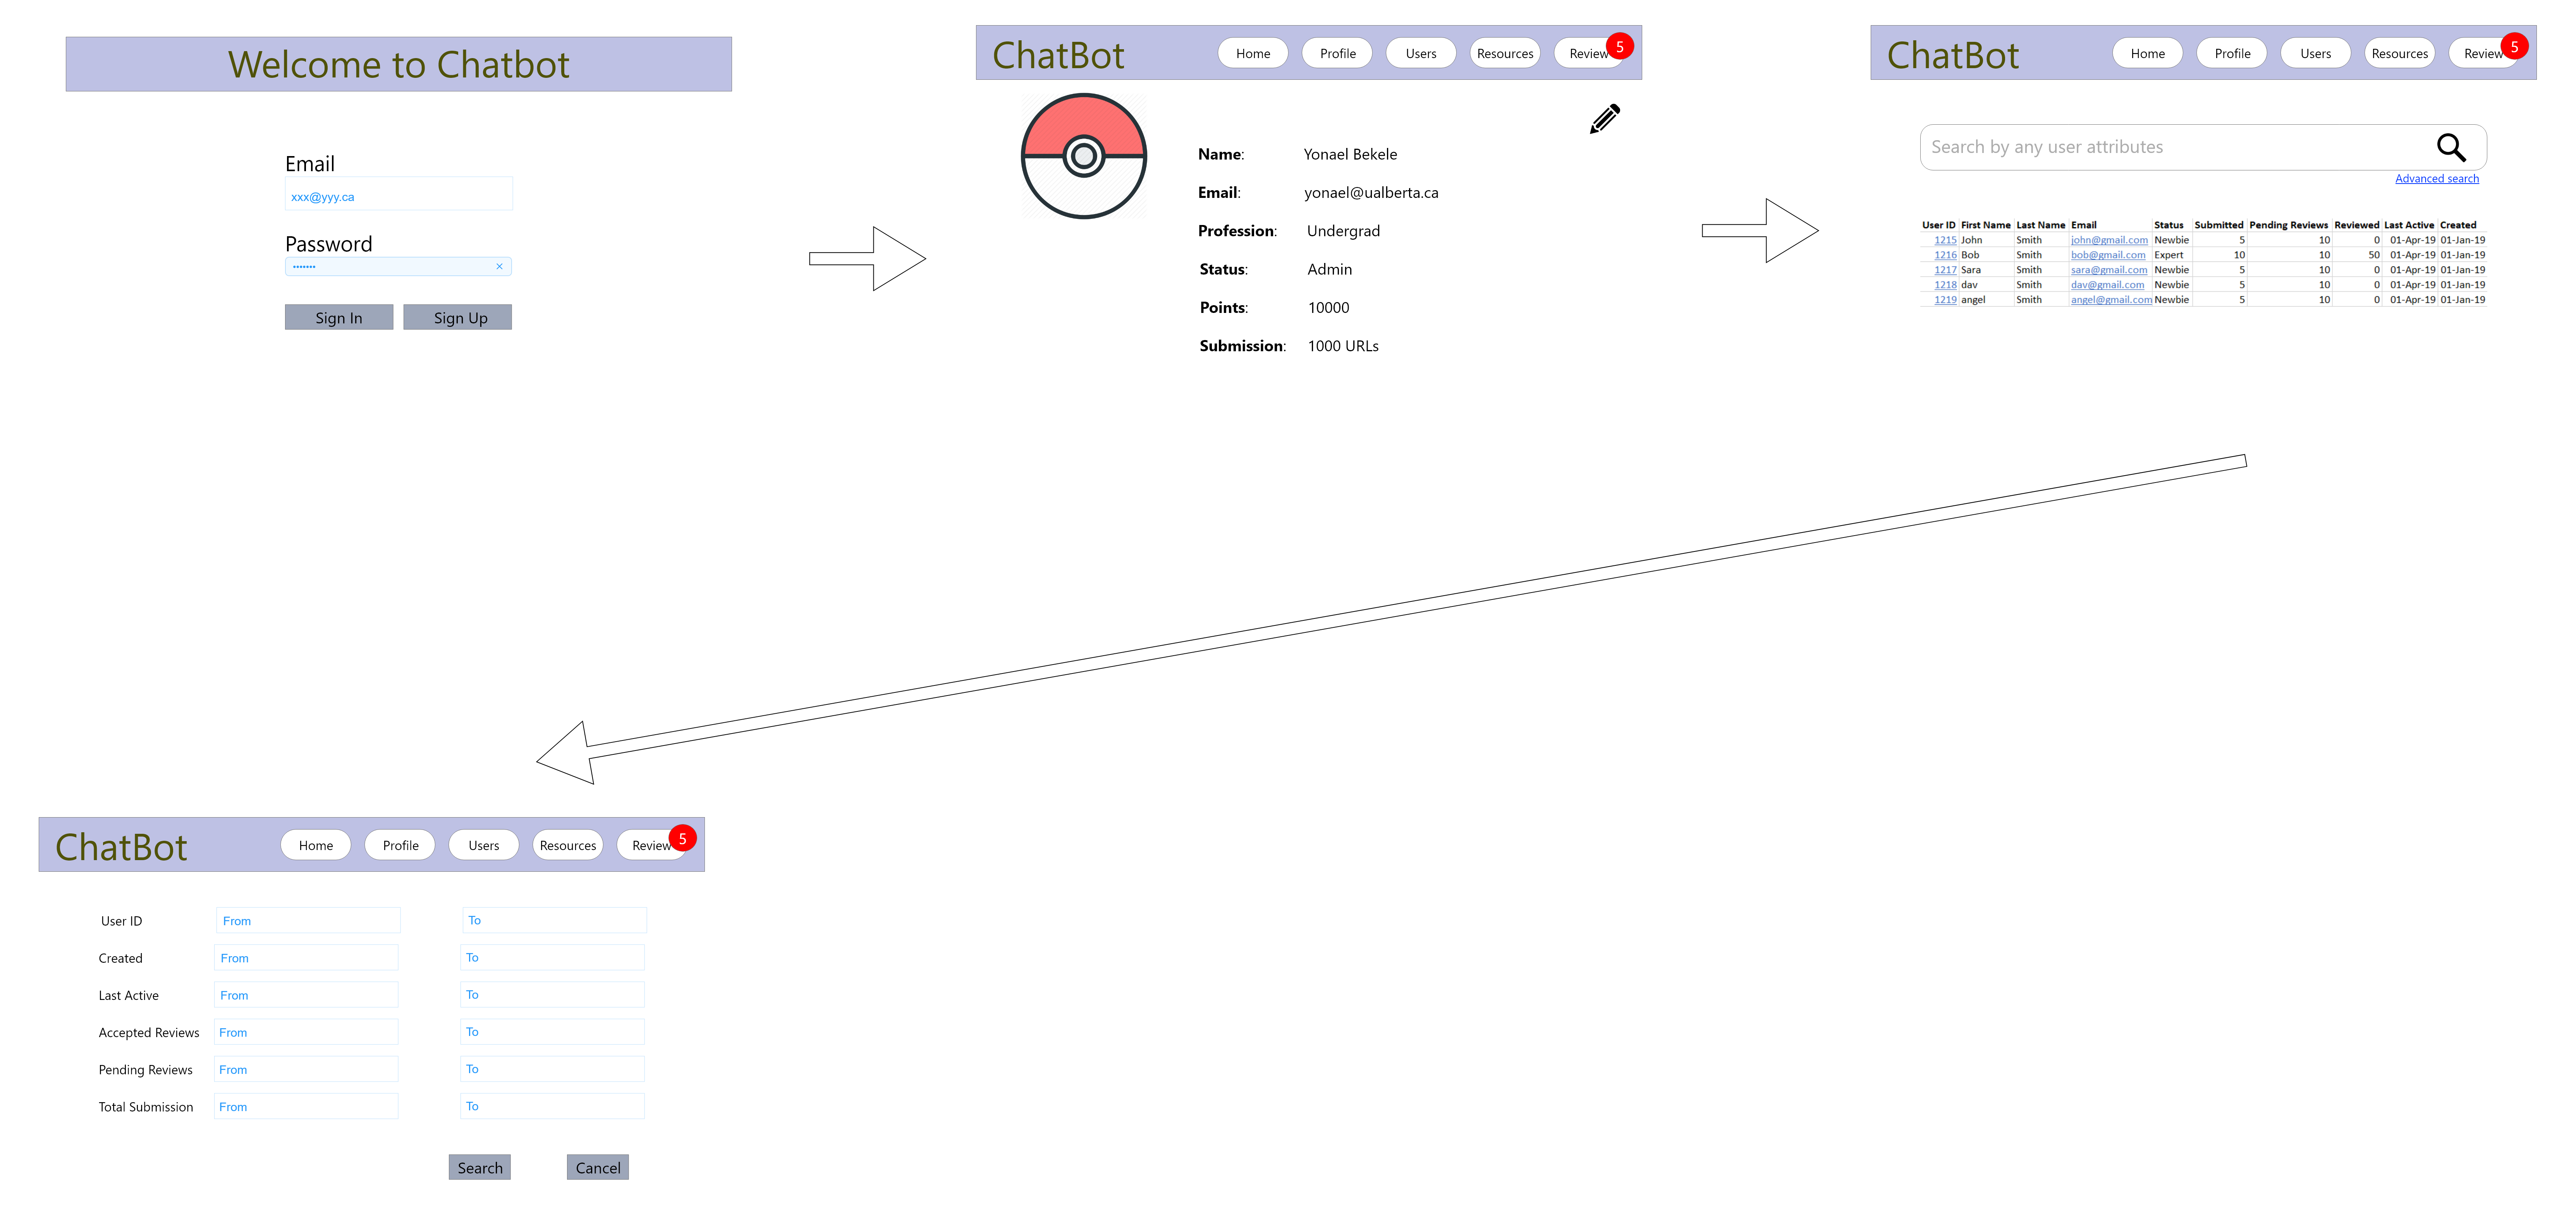 Welcome to Chatbot
Email
xxx@yyy.ca
Password
•••••••
×
Sign In Sign Up
ChatBot Home Profile Users Resources Review 5
Name: Yonael Bekele
Email: yonael@ualberta.ca
Profession: Undergrad
Status: Admin
Points: 10000
Submission: 1000 URLs
ChatBot Home Profile Users Resources Review 5
Search by any user attributes
Advanced search
User ID First Name Last Name Email Status Submitted Pending Reviews Reviewed Last Active Created
1215 John Smith john@gmail.com Newbie 5 10 0 01-Apr-19 01-Jan-19
1216 Bob Smith bob@gmail.com Expert 10 10 50 01-Apr-19 01-Jan-19
1217 Sara Smith sara@gmail.com Newbie 5 10 0 01-Apr-19 01-Jan-19
1218 dav Smith dav@gmail.com Newbie 5 10 0 01-Apr-19 01-Jan-19
1219 angel Smith angel@gmail.com Newbie 5 10 0 01-Apr-19 01-Jan-19
ChatBot Home Profile Users Resources Review 5
User ID From To
Created From To
Last Active From To
Accepted Reviews From To
Pending Reviews From To
Total Submission From To
Search Cancel